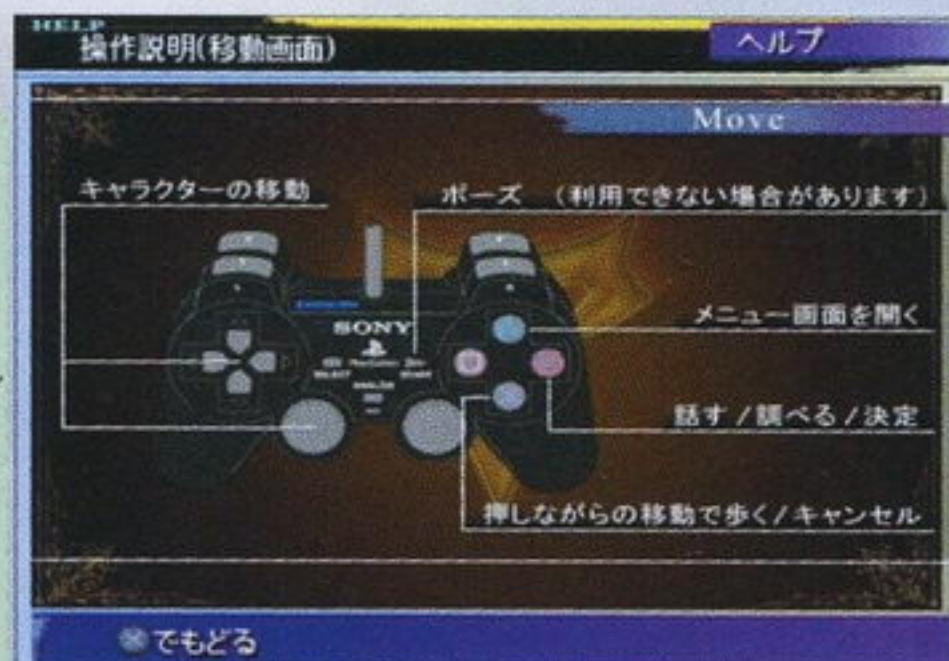 HELP
操作説明(移動画面)
ヘルプ
Move
キャラクターの移動
ポーズ (利用できない場合があります)
メニュー画面を開く
SONY
話す/調べる/決定
押しながらの移動で歩く/キャンセル
でもどる